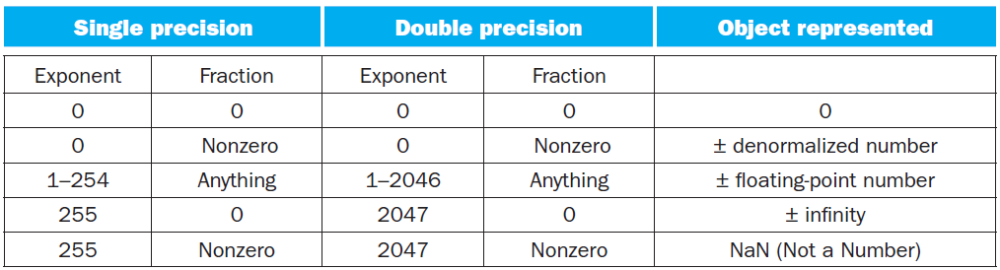 Single precision Double precision Object represented
Exponent Fraction Exponent Fraction
0 0 0 0 0
0 Nonzero 0 Nonzero ± denormalized number
1–254 Anything 1–2046 Anything ± floating-point number
255 0 2047 0 ± infinity
255 Nonzero 2047 Nonzero NaN (Not a Number)